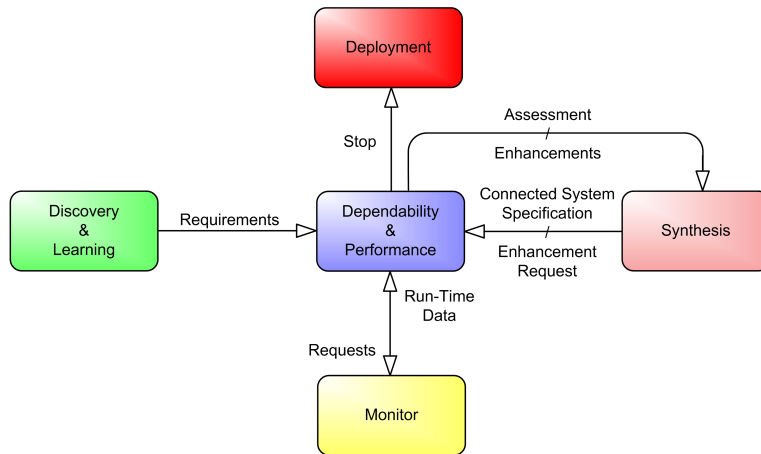 Deployment
Assessment
Stop
Enhancements
Discovery
&
Learning
Requirements
Dependability
&
Performance
Connected System
Specification
Enhancement
Request
Synthesis
Run-Time
Data
Requests
Monitor